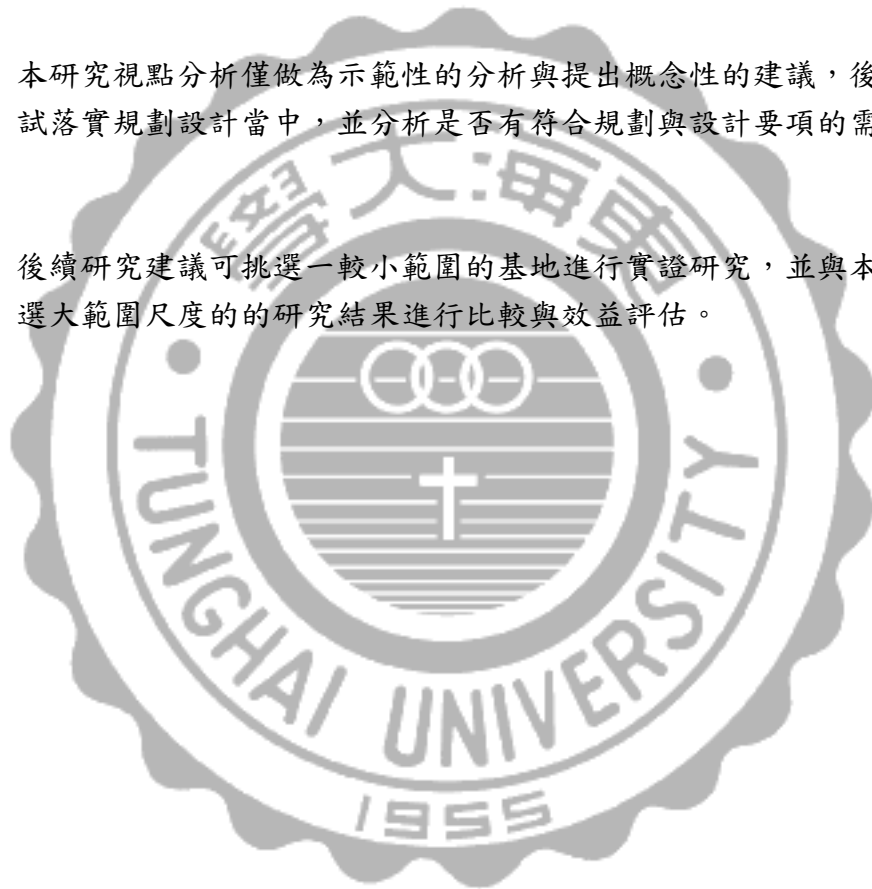 本研究視點分析僅做為示範性的分析與提出概念性的建議，後
試落實規劃設計當中，並分析是否有符合規劃與設計要項的需
後續研究建議可挑選一較小範圍的基地進行實證研究，並與本
選大範圍尺度的的研究結果進行比較與效益評估。
學大海東
TUNGHAI UNIVERSITY
1955